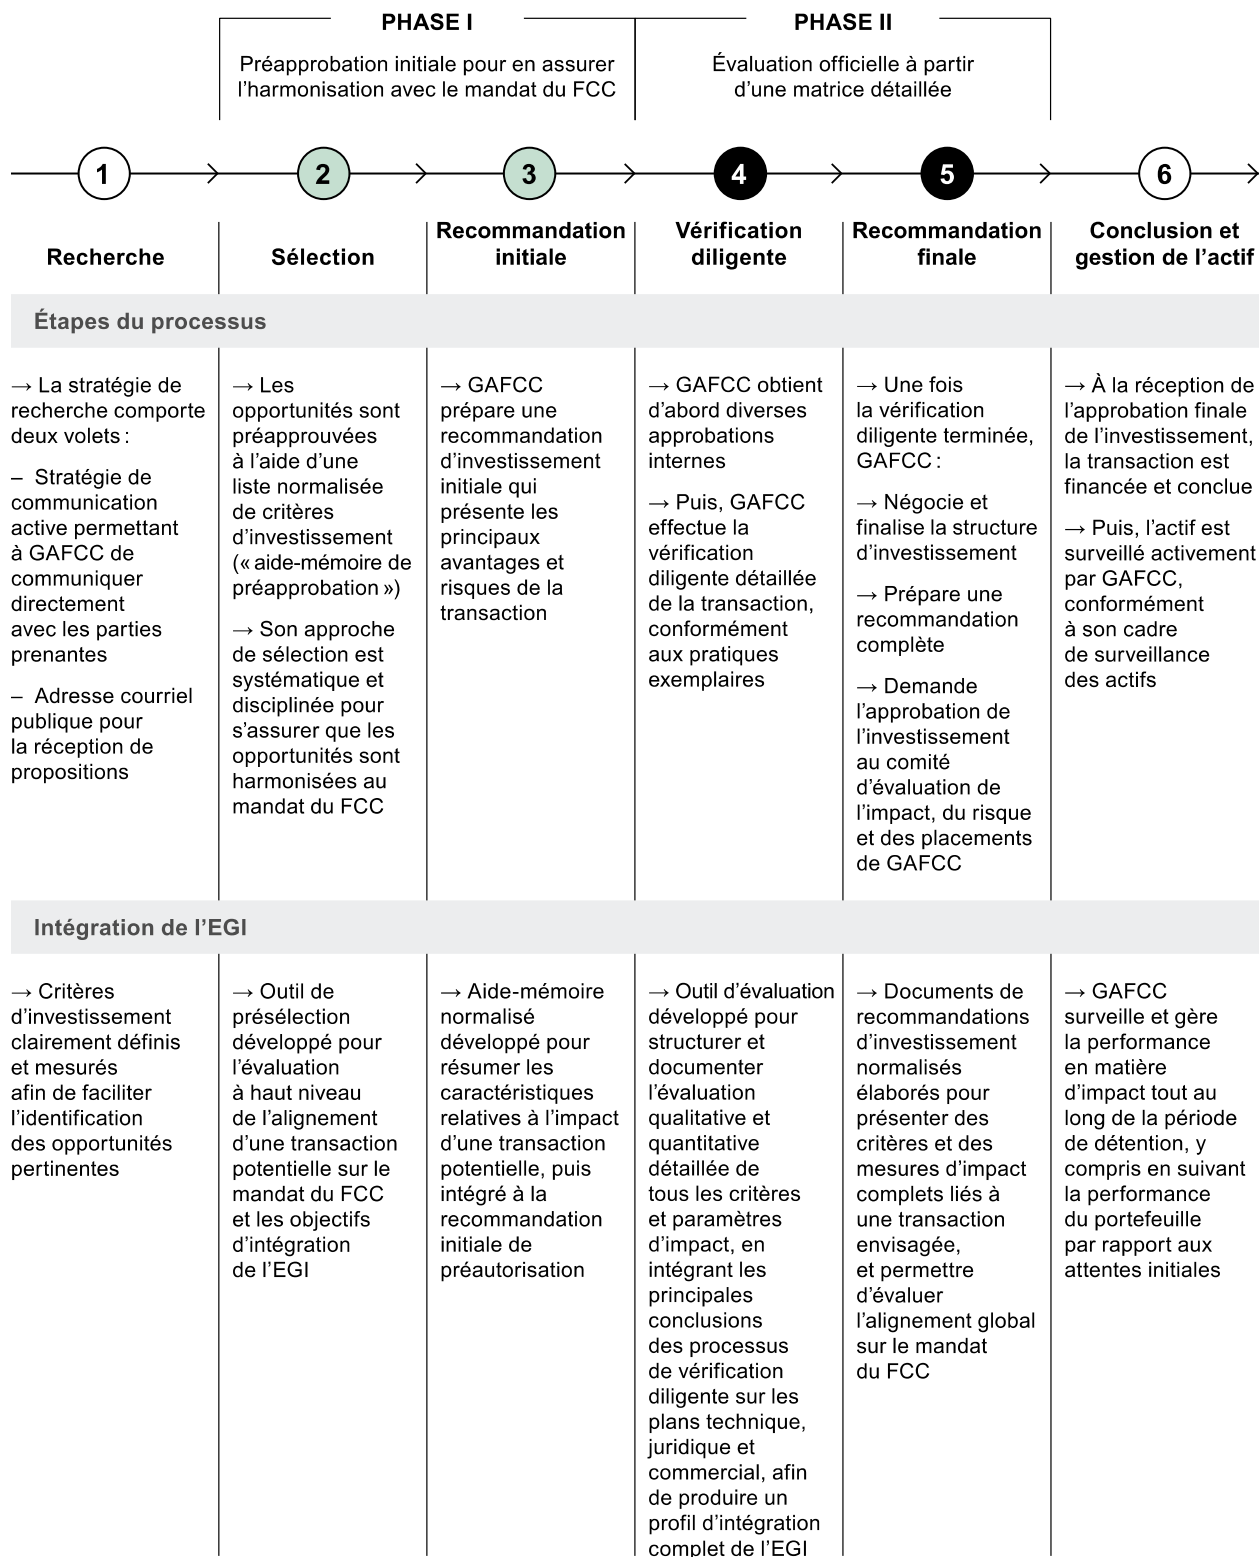 PHASE I
Préapprobation initiale pour en assurer
l’harmonisation avec le mandat du FCC
PHASE II
Évaluation officielle à partir
d’une matrice détaillée
1
2
3
4
5
6
Recherche
Sélection
Recommandation
initiale
Vérification
diligente
Recommandation
finale
Conclusion et
gestion de l’actif
Étapes du processus
→ La stratégie de
recherche comporte
deux volets :
– Stratégie de
communication
active permettant
à GAFCC de
communiquer
directement
avec les parties
prenantes
– Adresse courriel
publique pour
la réception de
propositions
→ Les
opportunités sont
préapprouvées
à l’aide d’une
liste normalisée
de critères
d’investissement
(« aide-mémoire de
préapprobation »)
→ Son approche
de sélection est
systématique et
disciplinée pour
s’assurer que les
opportunités sont
harmonisées au
mandat du FCC
→ GAFCC
prépare une
recommandation
d’investissement
initiale qui
présente les
principaux
avantages et
risques de la
transaction
→ GAFCC obtient
d’abord diverses
approbations
internes
→ Puis, GAFCC
effectue la
vérification
diligente détaillée
de la transaction,
conformément
aux pratiques
exemplaires
→ Une fois
la vérification
diligente terminée,
GAFCC :
→ Négocie et
finalise la structure
d’investissement
→ Prépare une
recommandation
complète
→ Demande
l’approbation de
l’investissement
au comité
d’évaluation de
l’impact, du risque
et des placements
de GAFCC
→ À la réception de
l’approbation finale
de l’investissement,
la transaction est
financée et conclue
→ Puis, l’actif est
surveillé activement
par GAFCC,
conformément
à son cadre
de surveillance
des actifs
Intégration de l’EGI
→ Critères
d’investissement
clairement définis
et mesurés
afin de faciliter
l’identification
des opportunités
pertinentes
→ Outil de
présélection
développé pour
l’évaluation
à haut niveau
de l’alignement
d’une transaction
potentielle sur le
mandat du FCC
et les objectifs
d’intégration
de l’EGI
→ Aide-mémoire
normalisé
développé pour
résumer les
caractéristiques
relatives à l’impact
d’une transaction
potentielle, puis
intégré à la
recommandation
initiale de
préautorisation
→ Outil d’évaluation
développé pour
structurer et
documenter
l’évaluation
qualitative et
quantitative
détaillée de
tous les critères
et paramètres
d’impact, en
intégrant les
principales
conclusions
des processus
de vérification
diligente sur les
plans technique,
juridique et
commercial, afin
de produire un
profil d’intégration
complet de l’EGI
→ Documents de
recommandations
d’investissement
normalisés
élaborés pour
présenter des
critères et des
mesures d’impact
complets liés à
une transaction
envisagée,
et permettre
d’évaluer
l’alignement global
sur le mandat
du FCC
→ GAFCC
surveille et gère
la performance
en matière
d’impact tout au
long de la période
de détention, y
compris en suivant
la performance
du portefeuille
par rapport aux
attentes initiales